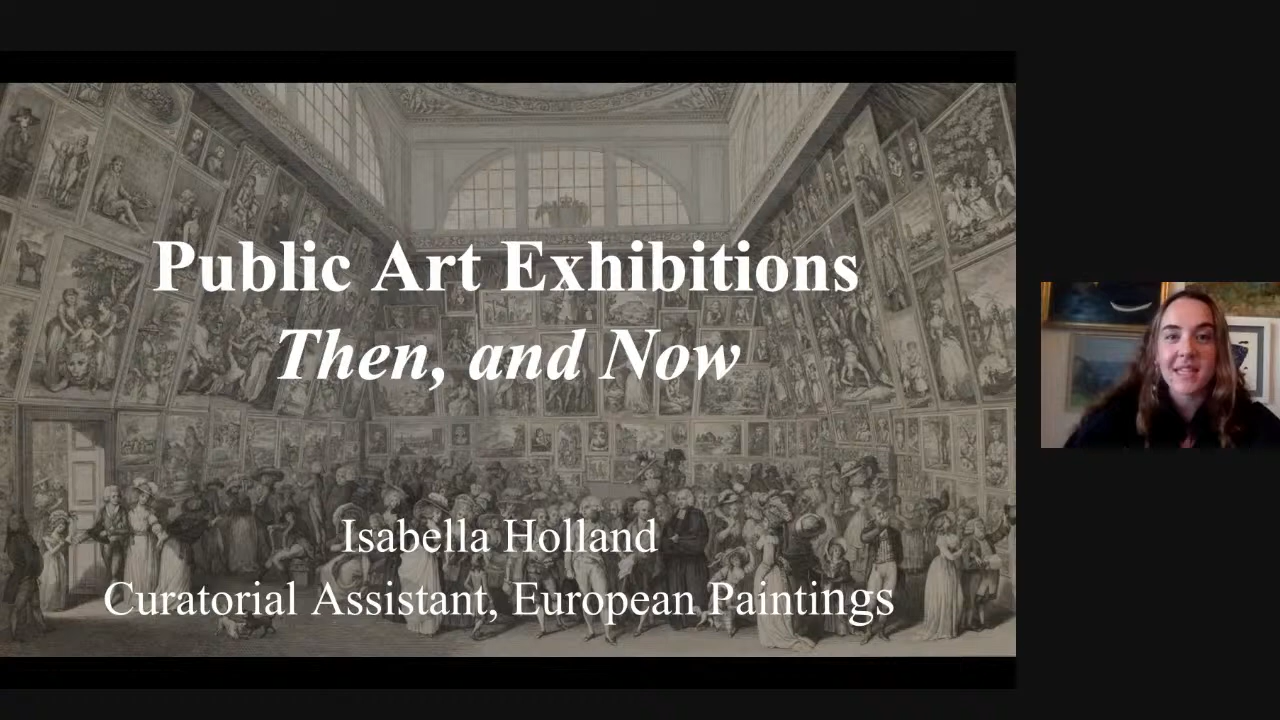 Public Art Exhibitions
Then, and Now
Isabella Holland
Curatorial Assistant, European Paintings